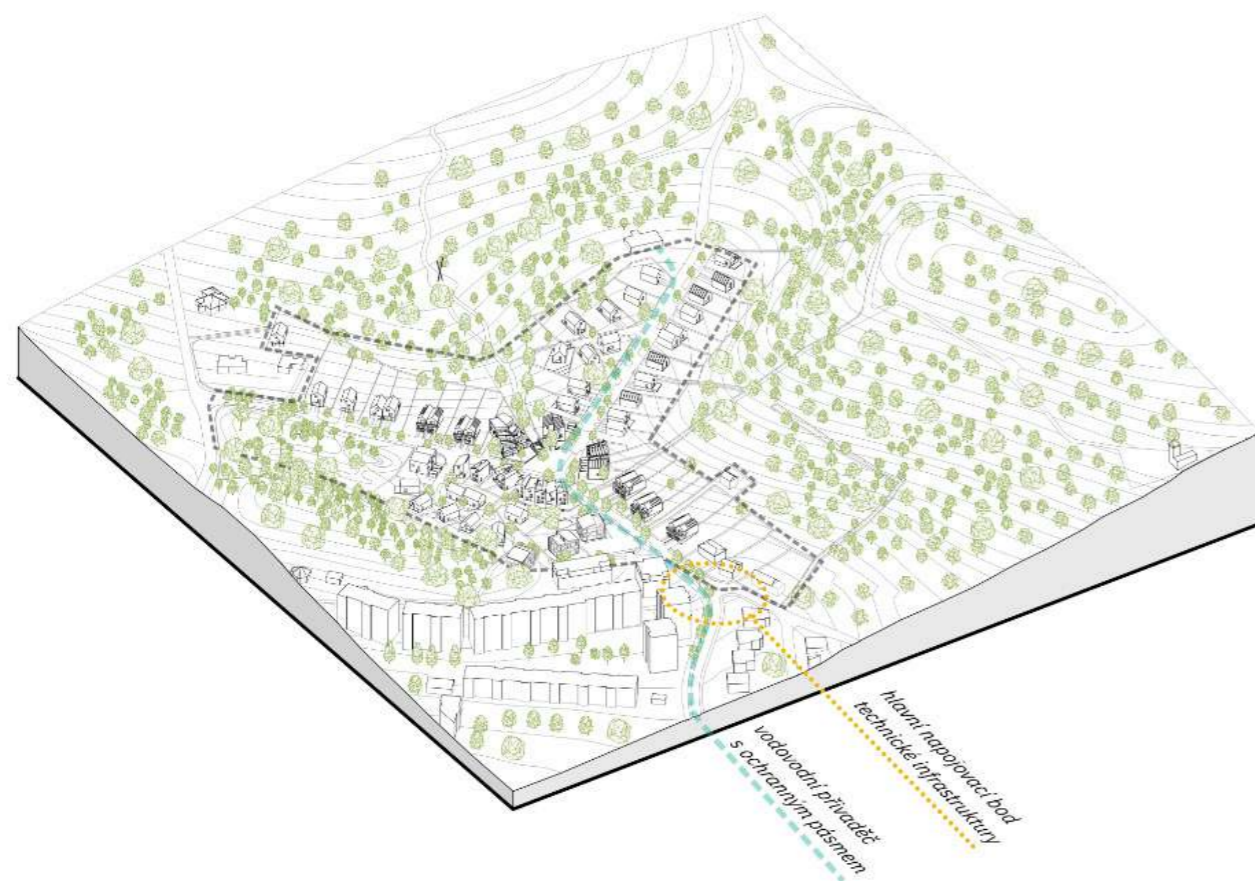 hlavní napojovací bod
technické infrastruktury
vodovodní přivaděč
s ochranným pásmem